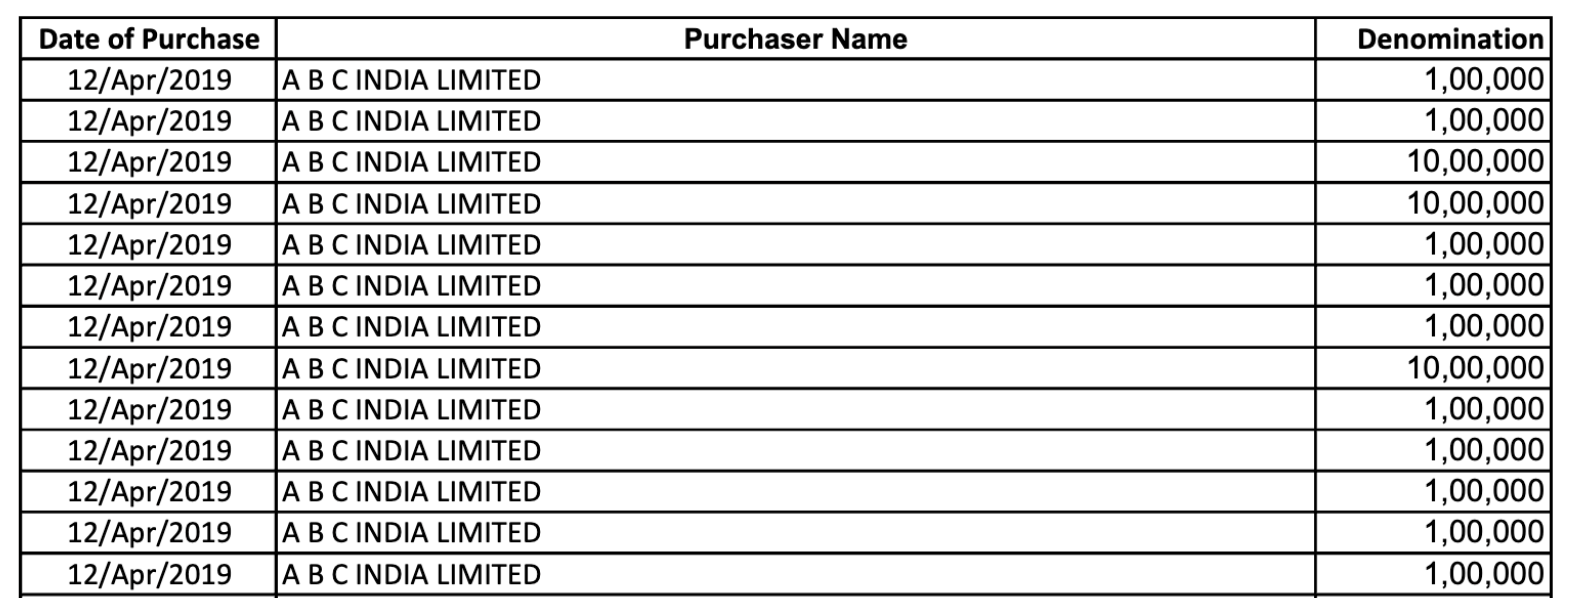 Date of Purchase Purchaser Name Denomination
12/Apr/2019 A B C INDIA LIMITED 1,00,000
12/Apr/2019 A B C INDIA LIMITED 1,00,000
12/Apr/2019 A B C INDIA LIMITED 10,00,000
12/Apr/2019 A B C INDIA LIMITED 10,00,000
12/Apr/2019 A B C INDIA LIMITED 1,00,000
12/Apr/2019 A B C INDIA LIMITED 1,00,000
12/Apr/2019 A B C INDIA LIMITED 1,00,000
12/Apr/2019 A B C INDIA LIMITED 10,00,000
12/Apr/2019 A B C INDIA LIMITED 1,00,000
12/Apr/2019 A B C INDIA LIMITED 1,00,000
12/Apr/2019 A B C INDIA LIMITED 1,00,000
12/Apr/2019 A B C INDIA LIMITED 1,00,000
12/Apr/2019 A B C INDIA LIMITED 1,00,000